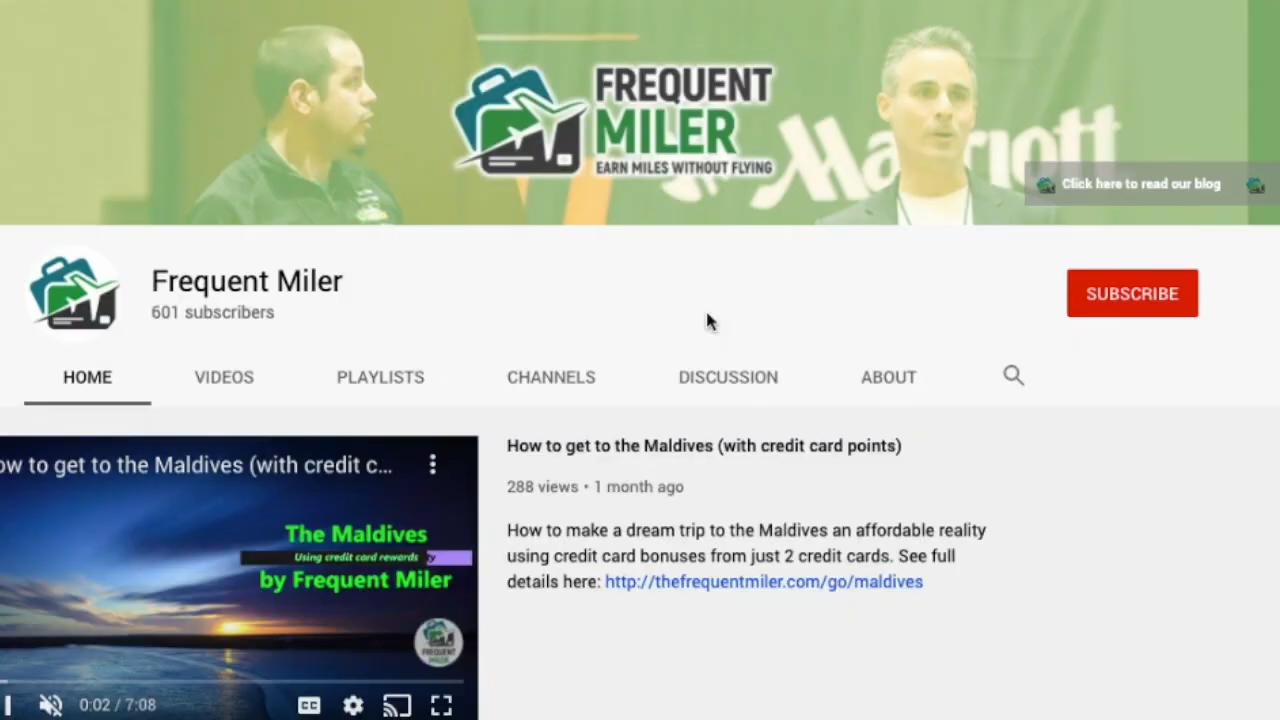 FREQUENT
MILER
EARN MILES WITHOUT FLYING
Marriott
Click here to read our blog
Frequent Miler
601 subscribers
SUBSCRIBE
HOME VIDEOS PLAYLISTS CHANNELS DISCUSSION ABOUT
ow to get to the Maldives (with credit c...
The Maldives
Using credit card rewards
by Frequent Miler
FREQUENT
MILER
0:02 / 7:08
CC
How to get to the Maldives (with credit card points)
288 views • 1 month ago
How to make a dream trip to the Maldives an affordable reality
using credit card bonuses from just 2 credit cards. See full
details here: http://thefrequentmiler.com/go/maldives